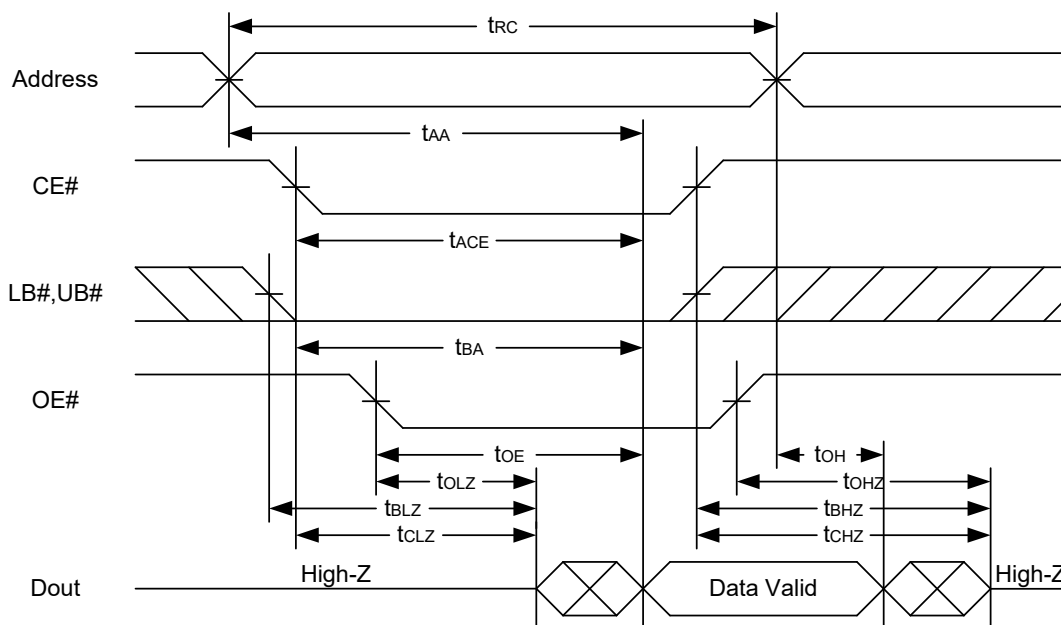 tRC
Address
tAA
CE#
tACE
LB#,UB#
tBA
OE#
tOE
tOH
tOLZ
tOHZ
tBLZ
tBHZ
tCLZ
tCHZ
Dout
High-Z
Data Valid
High-Z